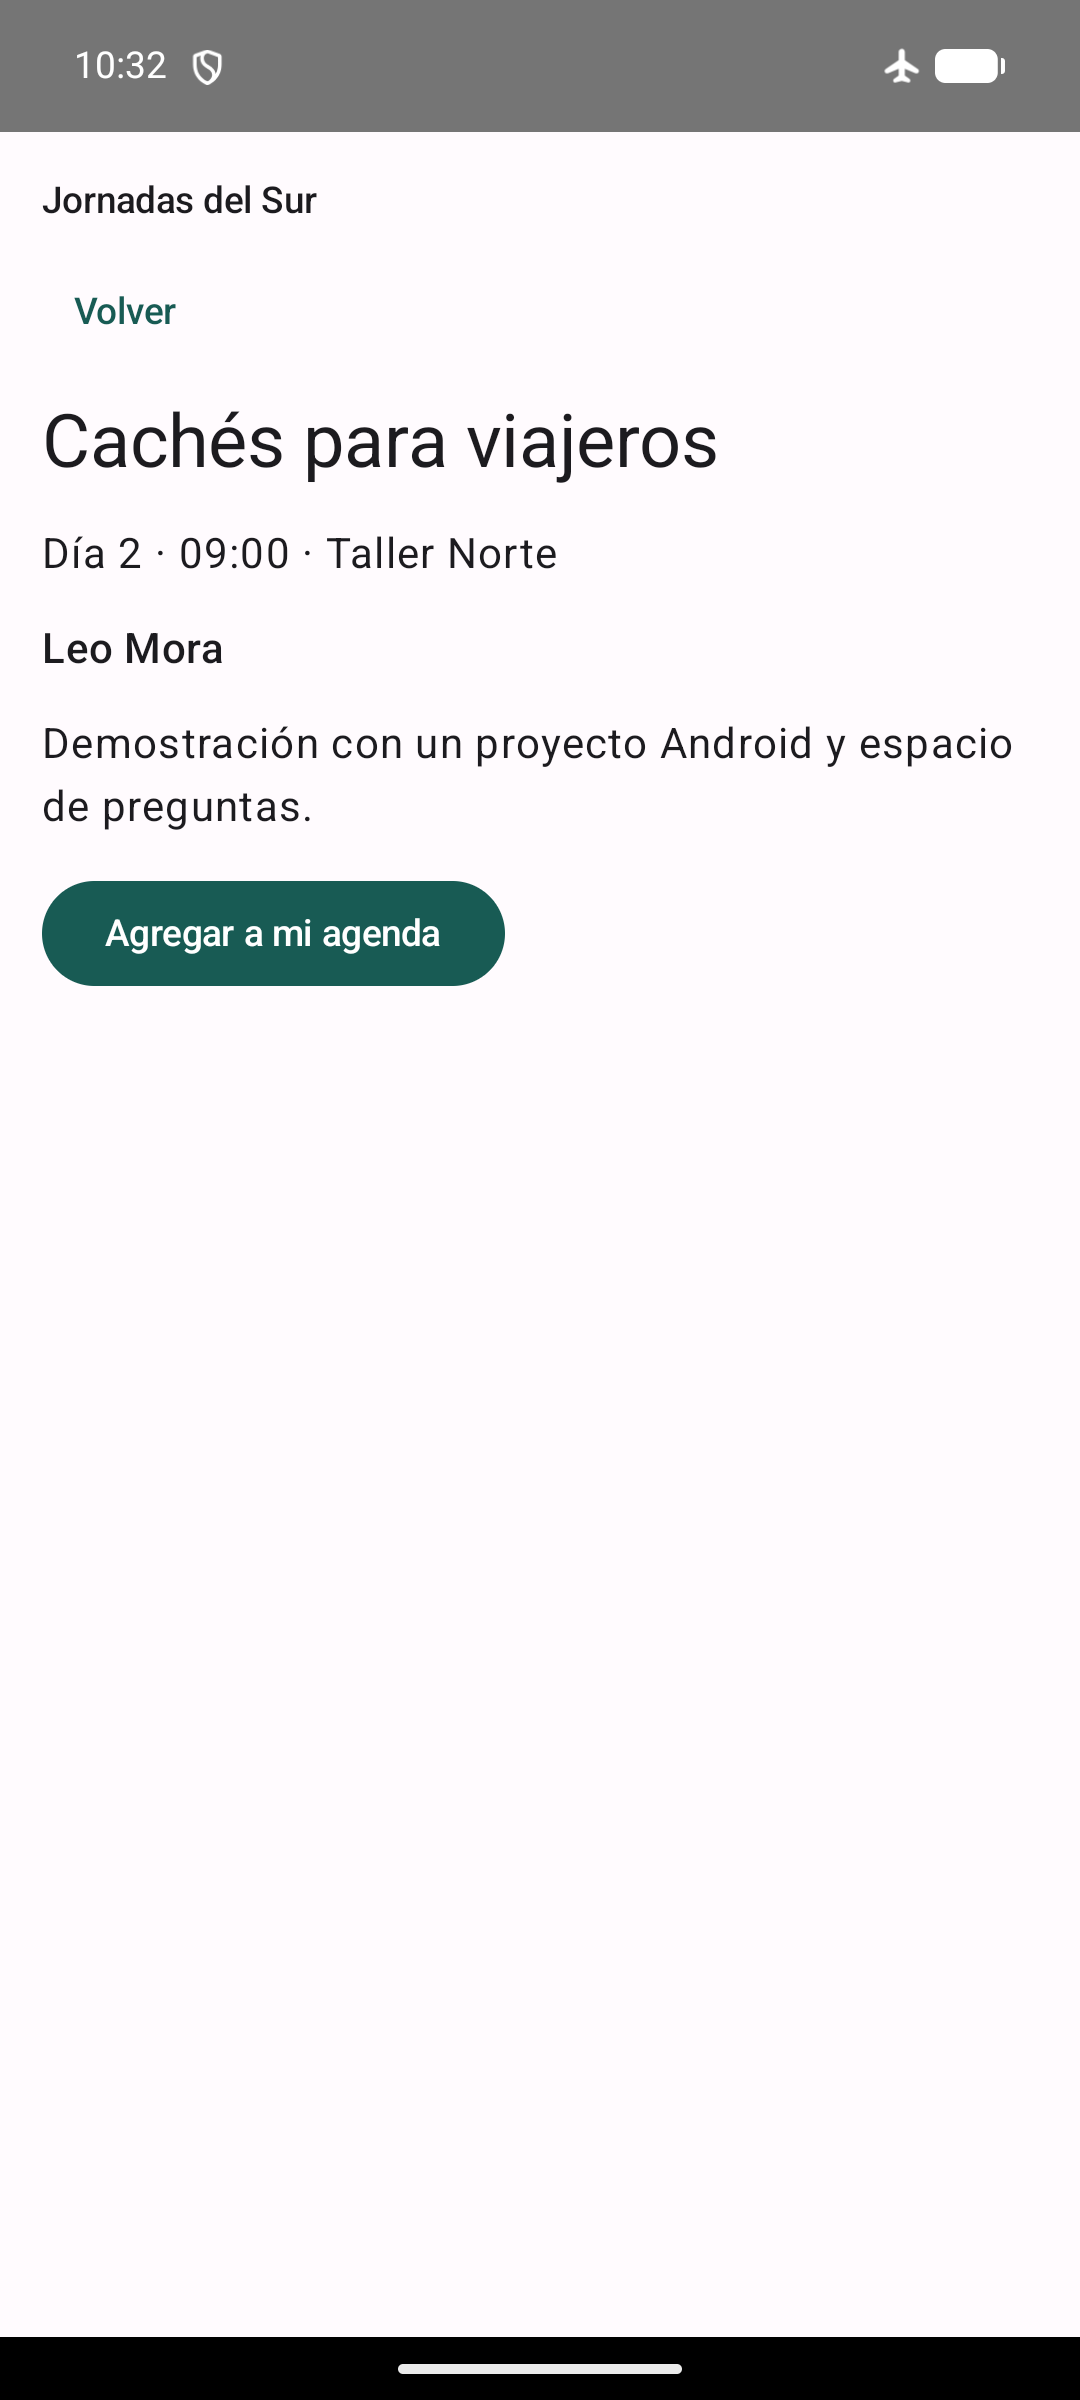 10:32
Jornadas del Sur
Volver
Cachés para viajeros
Día 2 · 09:00 · Taller Norte
Leo Mora
Demostración con un proyecto Android y espacio
de preguntas.
Agregar a mi agenda